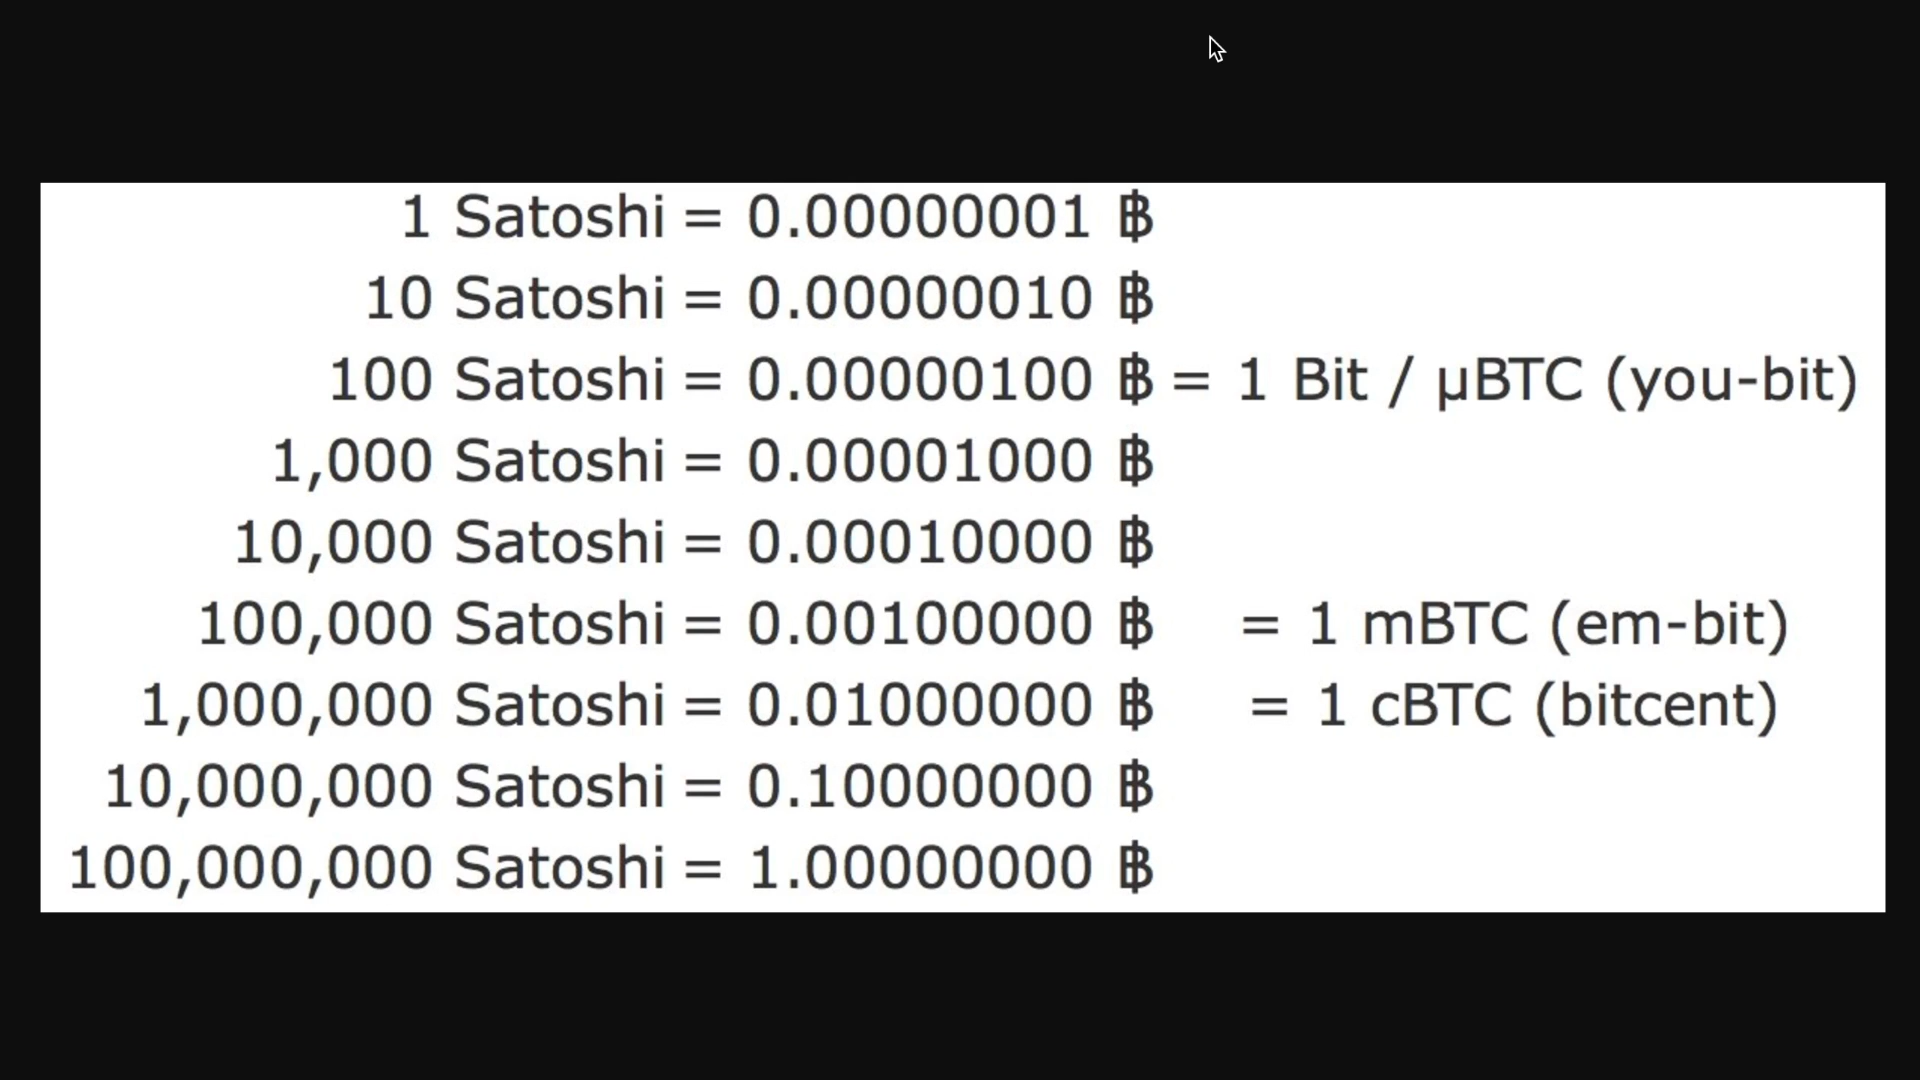 1 Satoshi = 0.00000001 ฿
10 Satoshi = 0.00000010 ฿
100 Satoshi = 0.00000100 ฿ = 1 Bit / µBTC (you-bit)
1,000 Satoshi = 0.00001000 ฿
10,000 Satoshi = 0.00010000 ฿
100,000 Satoshi = 0.00100000 ฿ = 1 mBTC (em-bit)
1,000,000 Satoshi = 0.01000000 ฿ = 1 cBTC (bitcent)
10,000,000 Satoshi = 0.10000000 ฿
100,000,000 Satoshi = 1.00000000 ฿